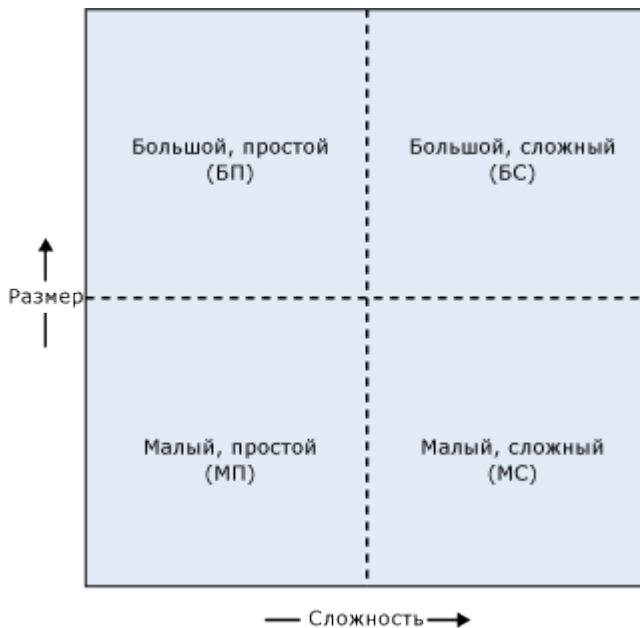 Большой, простой
(БП)
Большой, сложный
(БС)
Размер
Малый, простой
(МП)
Малый, сложный
(МС)
Сложность